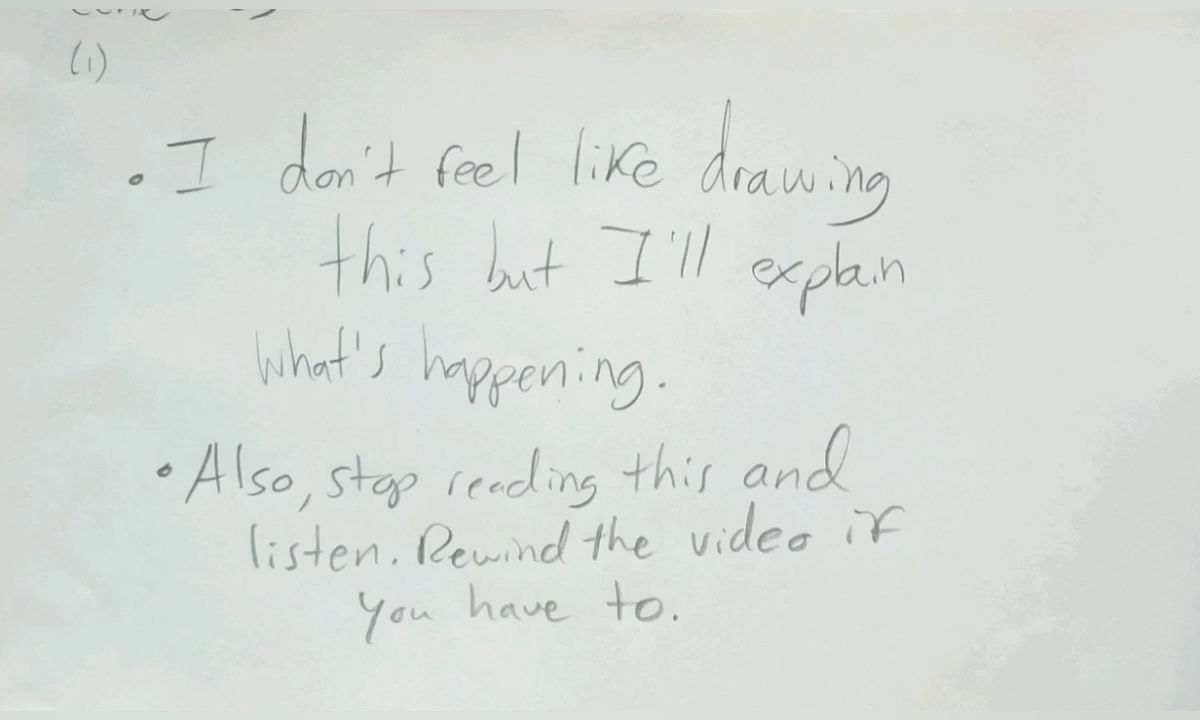 (1)
• I don't feel like drawing
this but I'll explain
what's happening.
• Also, stop reading this and
listen. Rewind the video if
you have to.